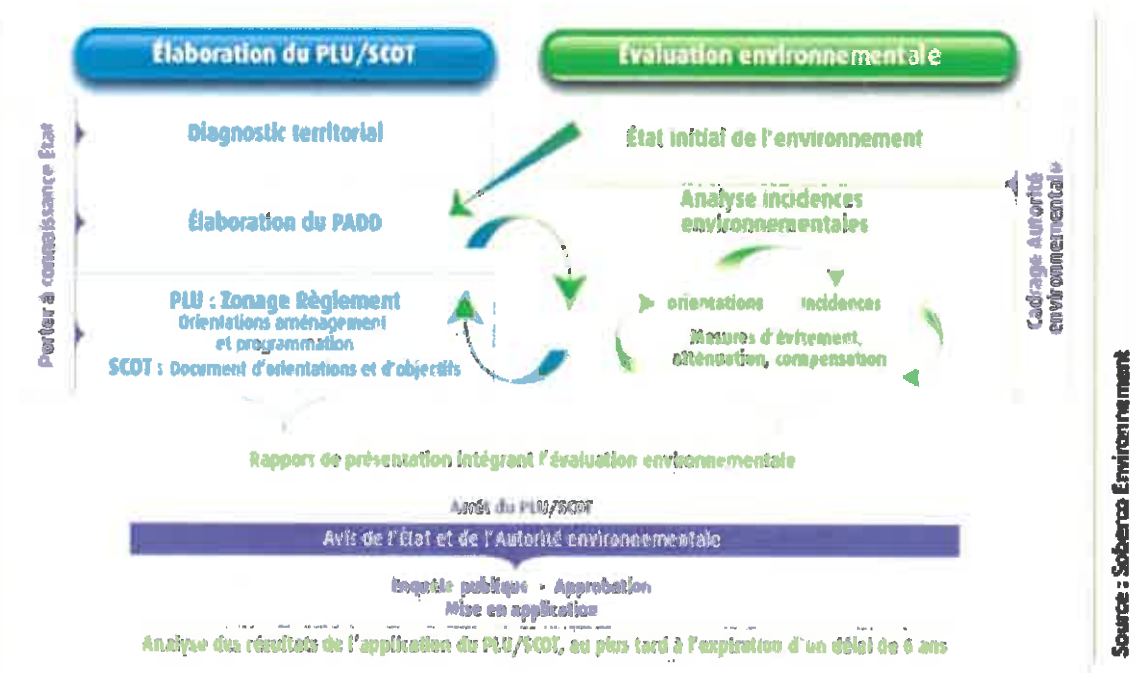 Élaboration du PLU/SCOT
Évaluation environnementale
Porter à connaissance État
Diagnostic territorial
État initial de l'environnement
Élaboration du PADD
Analyse incidences
environnementales
Cadrage Autorité
environnementale
PLU : Zonage Règlement
Orientations aménagement
et programmation
SCOT : Document d'orientations et d'objectifs
orientations incidences
Mesures d'évitement,
atténuation, compensation
Rapport de présentation intégrant l'évaluation environnementale
Arrêt du PLU/SCOT
Avis de l'État et de l'Autorité environnementale
Enquête publique - Approbation
Mise en application
Analyse des résultats de l'application du PLU/SCOT, au plus tard à l'expiration d'un délai de 6 ans
Source : Soberco Environnement